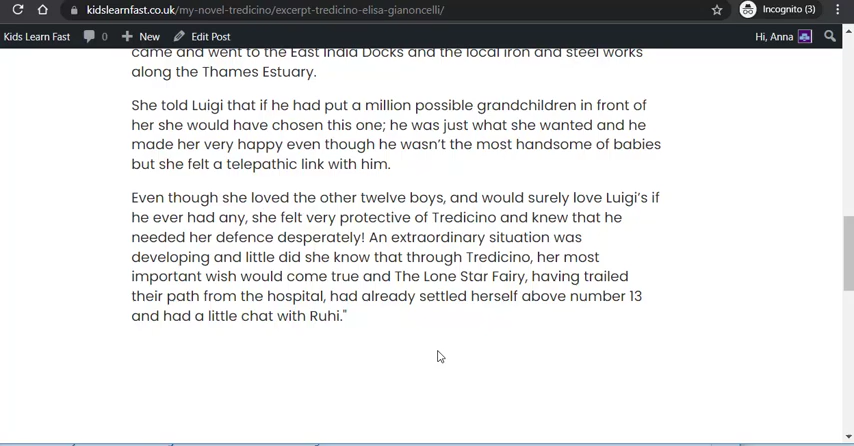 kidslearnfast.co.uk/my-novel-tredicino/excerpt-tredicino-elisa-gianoncelli/ Incognito (3)
Kids Learn Fast 0 New Edit Post Hi, Anna
came and went to the East India Docks and the local iron and steel works
along the Thames Estuary.
She told Luigi that if he had put a million possible grandchildren in front of
her she would have chosen this one; he was just what she wanted and he
made her very happy even though he wasn’t the most handsome of babies
but she felt a telepathic link with him.
Even though she loved the other twelve boys, and would surely love Luigi’s if
he ever had any, she felt very protective of Tredicino and knew that he
needed her defence desperately! An extraordinary situation was
developing and little did she know that through Tredicino, her most
important wish would come true and The Lone Star Fairy, having trailed
their path from the hospital, had already settled herself above number 13
and had a little chat with Ruhi.”